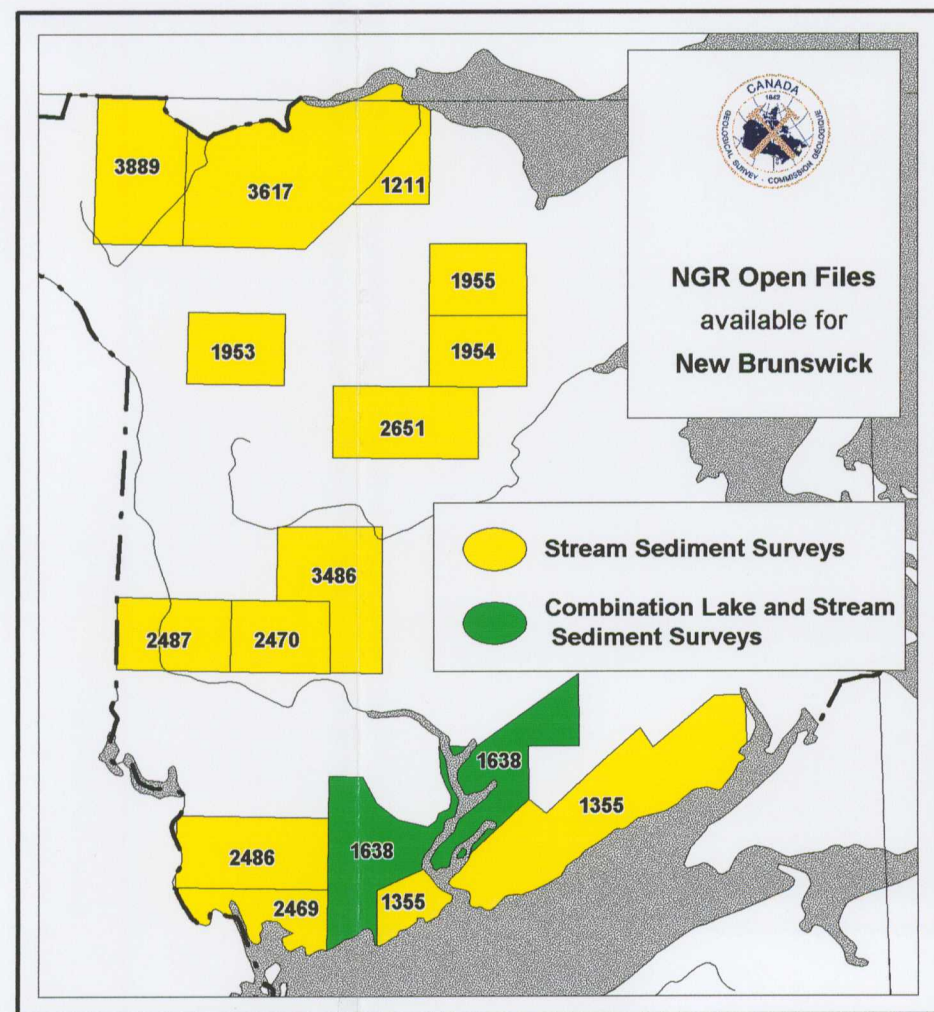 CANADA
1842
GEOLOGICAL SURVEY - COMMISSION GÉOLOGIQUE
NGR Open Files
available for
New Brunswick
3889
3617
1211
1955
1953
1954
2651
Stream Sediment Surveys
Combination Lake and Stream
Sediment Surveys
3486
2487
2470
1638
1355
2486
1638
2469
1355